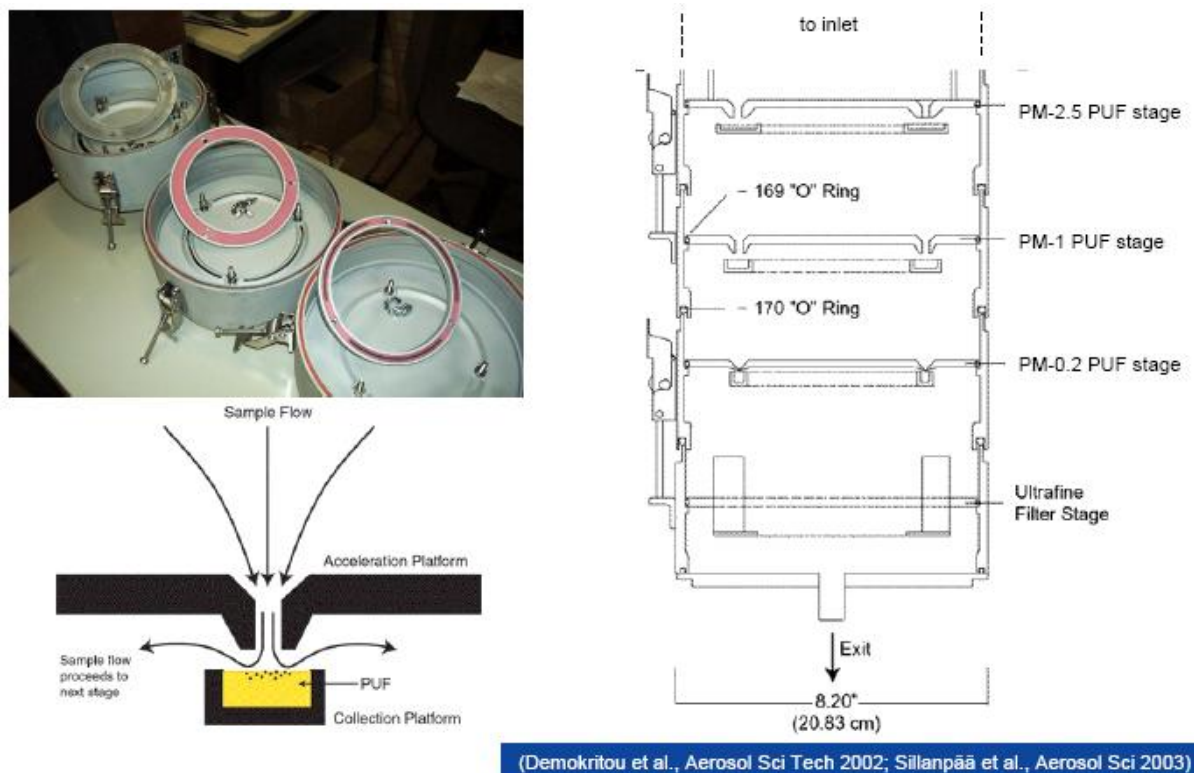 to inlet
PM-2.5 PUF stage
– 169 "O" Ring
PM-1 PUF stage
– 170 "O" Ring
PM-0.2 PUF stage
Ultrafine
Filter Stage
Exit
8.20"
(20.83 cm)
Sample Flow
Acceleration Platform
Sample flow
proceeds to
next stage
PUF
Collection Platform
(Demokritou et al., Aerosol Sci Tech 2002; Sillanpää et al., Aerosol Sci 2003)